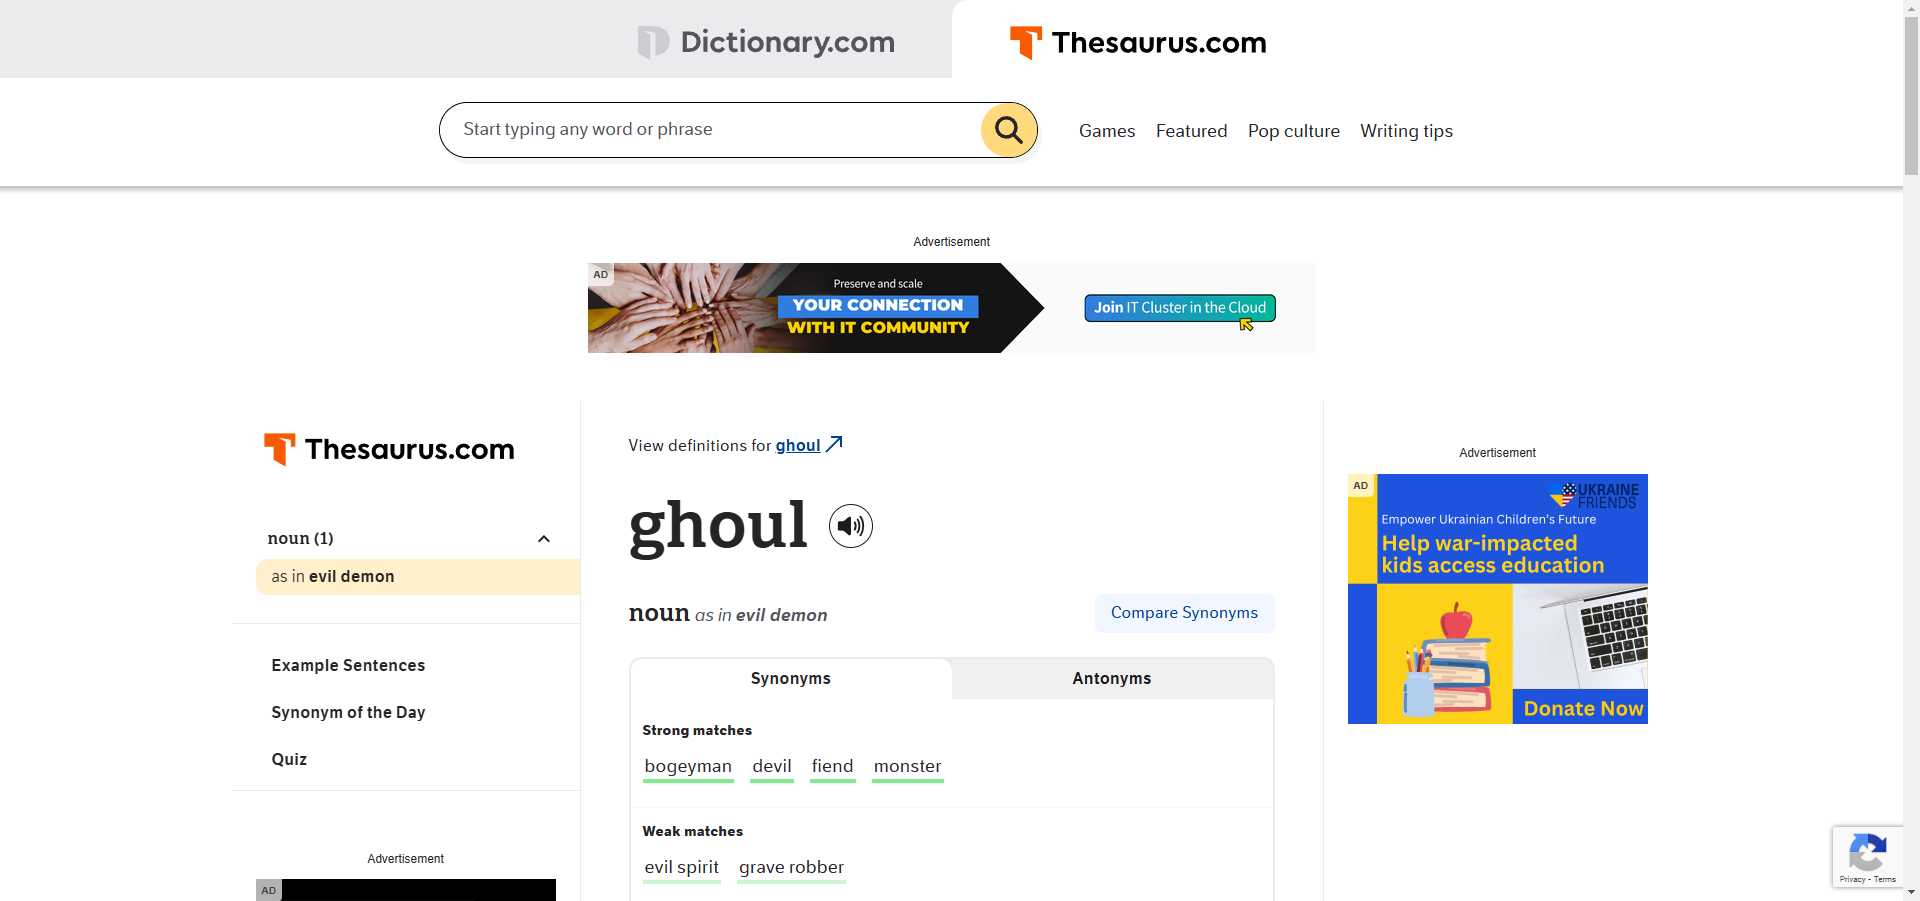 Dictionary.com
Thesaurus.com
Start typing any word or phrase
Games
Featured
Pop culture
Writing tips
Advertisement
AD
Preserve and scale
YOUR CONNECTION
WITH IT COMMUNITY
Join IT Cluster in the Cloud
Thesaurus.com
noun (1)
as in evil demon
Example Sentences
Synonym of the Day
Quiz
Advertisement
AD
View definitions for ghoul
ghoul
noun as in evil demon
Compare Synonyms
Synonyms
Antonyms
Strong matches
bogeyman devil fiend monster
Weak matches
evil spirit grave robber
Advertisement
AD
UKRAINE
FRIENDS
Empower Ukrainian Children's Future
Help war-impacted
kids access education
Donate Now
Privacy - Terms